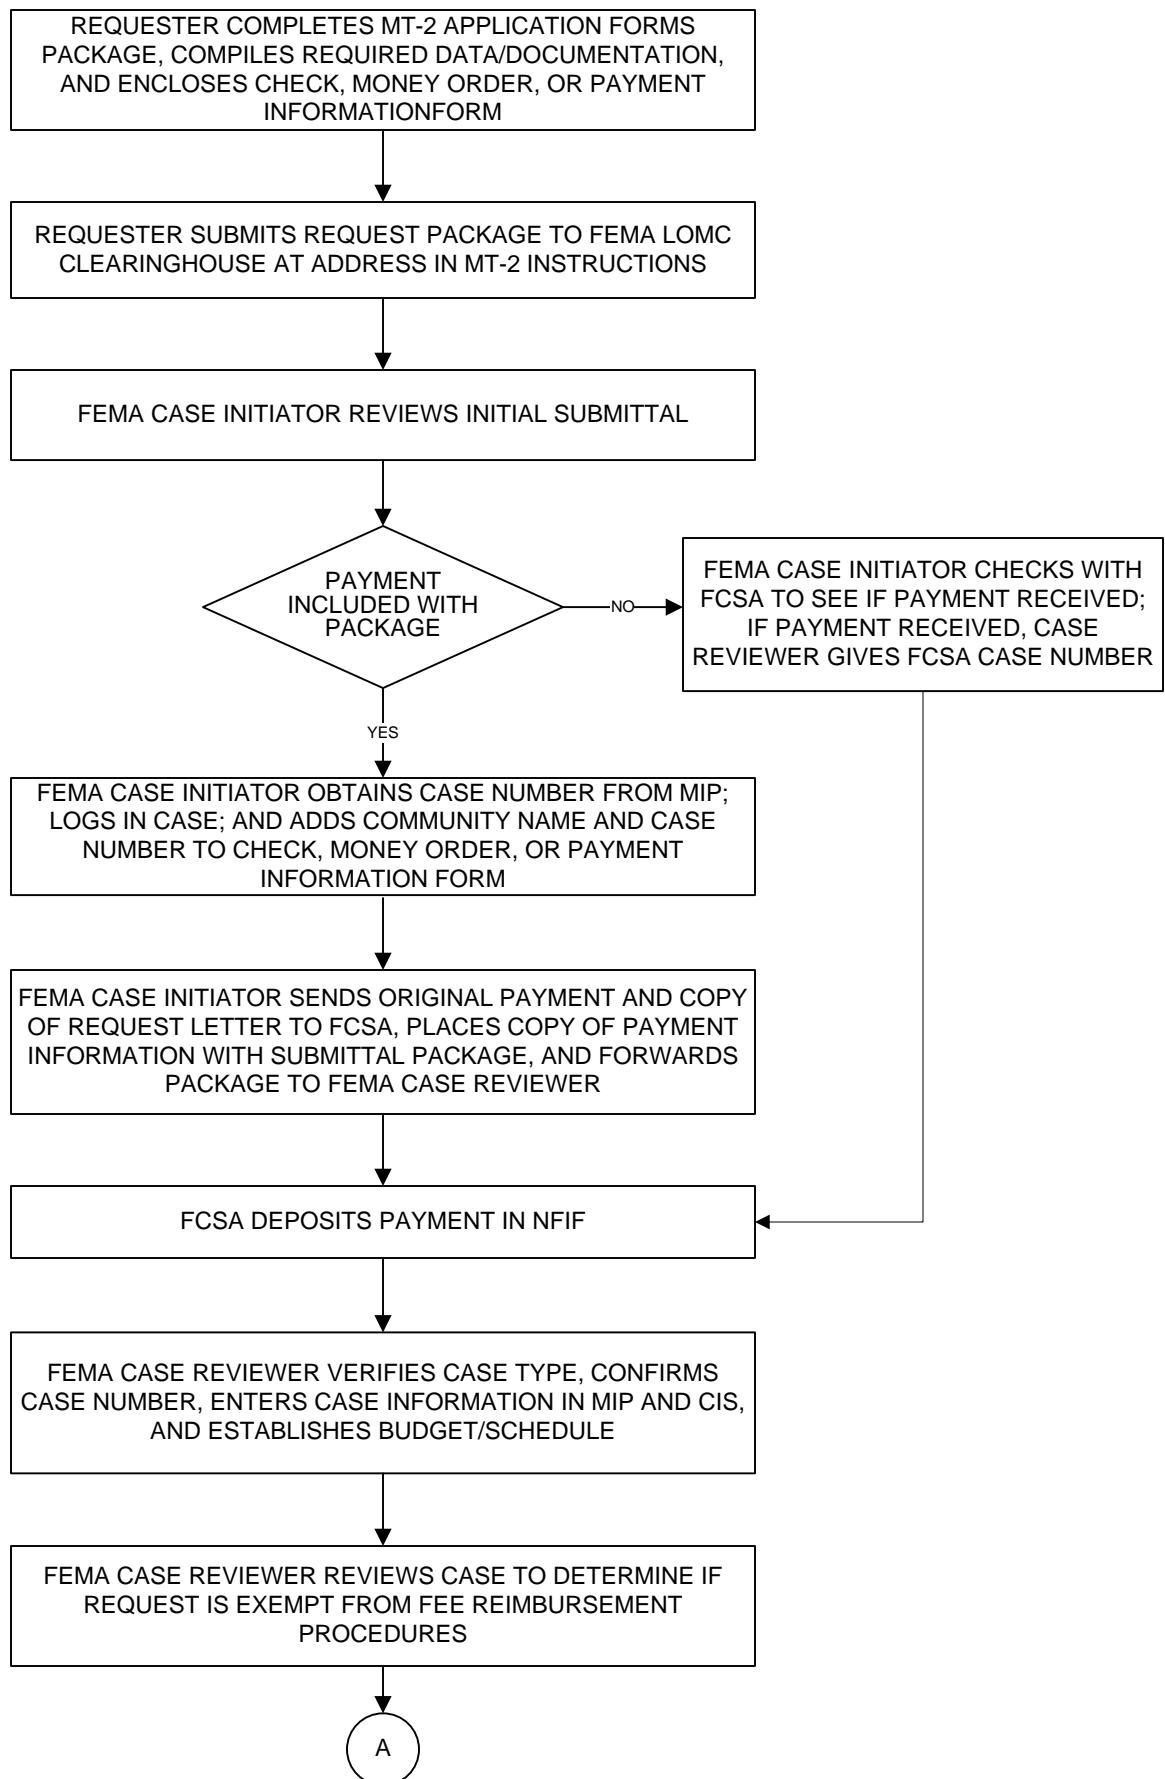 REQUESTER COMPLETES MT-2 APPLICATION FORMS
PACKAGE, COMPILES REQUIRED DATA/DOCUMENTATION,
AND ENCLOSES CHECK, MONEY ORDER, OR PAYMENT
INFORMATIONFORM
REQUESTER SUBMITS REQUEST PACKAGE TO FEMA LOMC
CLEARINGHOUSE AT ADDRESS IN MT-2 INSTRUCTIONS
FEMA CASE INITIATOR REVIEWS INITIAL SUBMITTAL
PAYMENT
INCLUDED WITH
PACKAGE
NO
FEMA CASE INITIATOR CHECKS WITH
FCSA TO SEE IF PAYMENT RECEIVED;
IF PAYMENT RECEIVED, CASE
REVIEWER GIVES FCSA CASE NUMBER
YES
FEMA CASE INITIATOR OBTAINS CASE NUMBER FROM MIP;
LOGS IN CASE; AND ADDS COMMUNITY NAME AND CASE
NUMBER TO CHECK, MONEY ORDER, OR PAYMENT
INFORMATION FORM
FEMA CASE INITIATOR SENDS ORIGINAL PAYMENT AND COPY
OF REQUEST LETTER TO FCSA, PLACES COPY OF PAYMENT
INFORMATION WITH SUBMITTAL PACKAGE, AND FORWARDS
PACKAGE TO FEMA CASE REVIEWER
FCSA DEPOSITS PAYMENT IN NFIF
FEMA CASE REVIEWER VERIFIES CASE TYPE, CONFIRMS
CASE NUMBER, ENTERS CASE INFORMATION IN MIP AND CIS,
AND ESTABLISHES BUDGET/SCHEDULE
FEMA CASE REVIEWER REVIEWS CASE TO DETERMINE IF
REQUEST IS EXEMPT FROM FEE REIMBURSEMENT
PROCEDURES
A